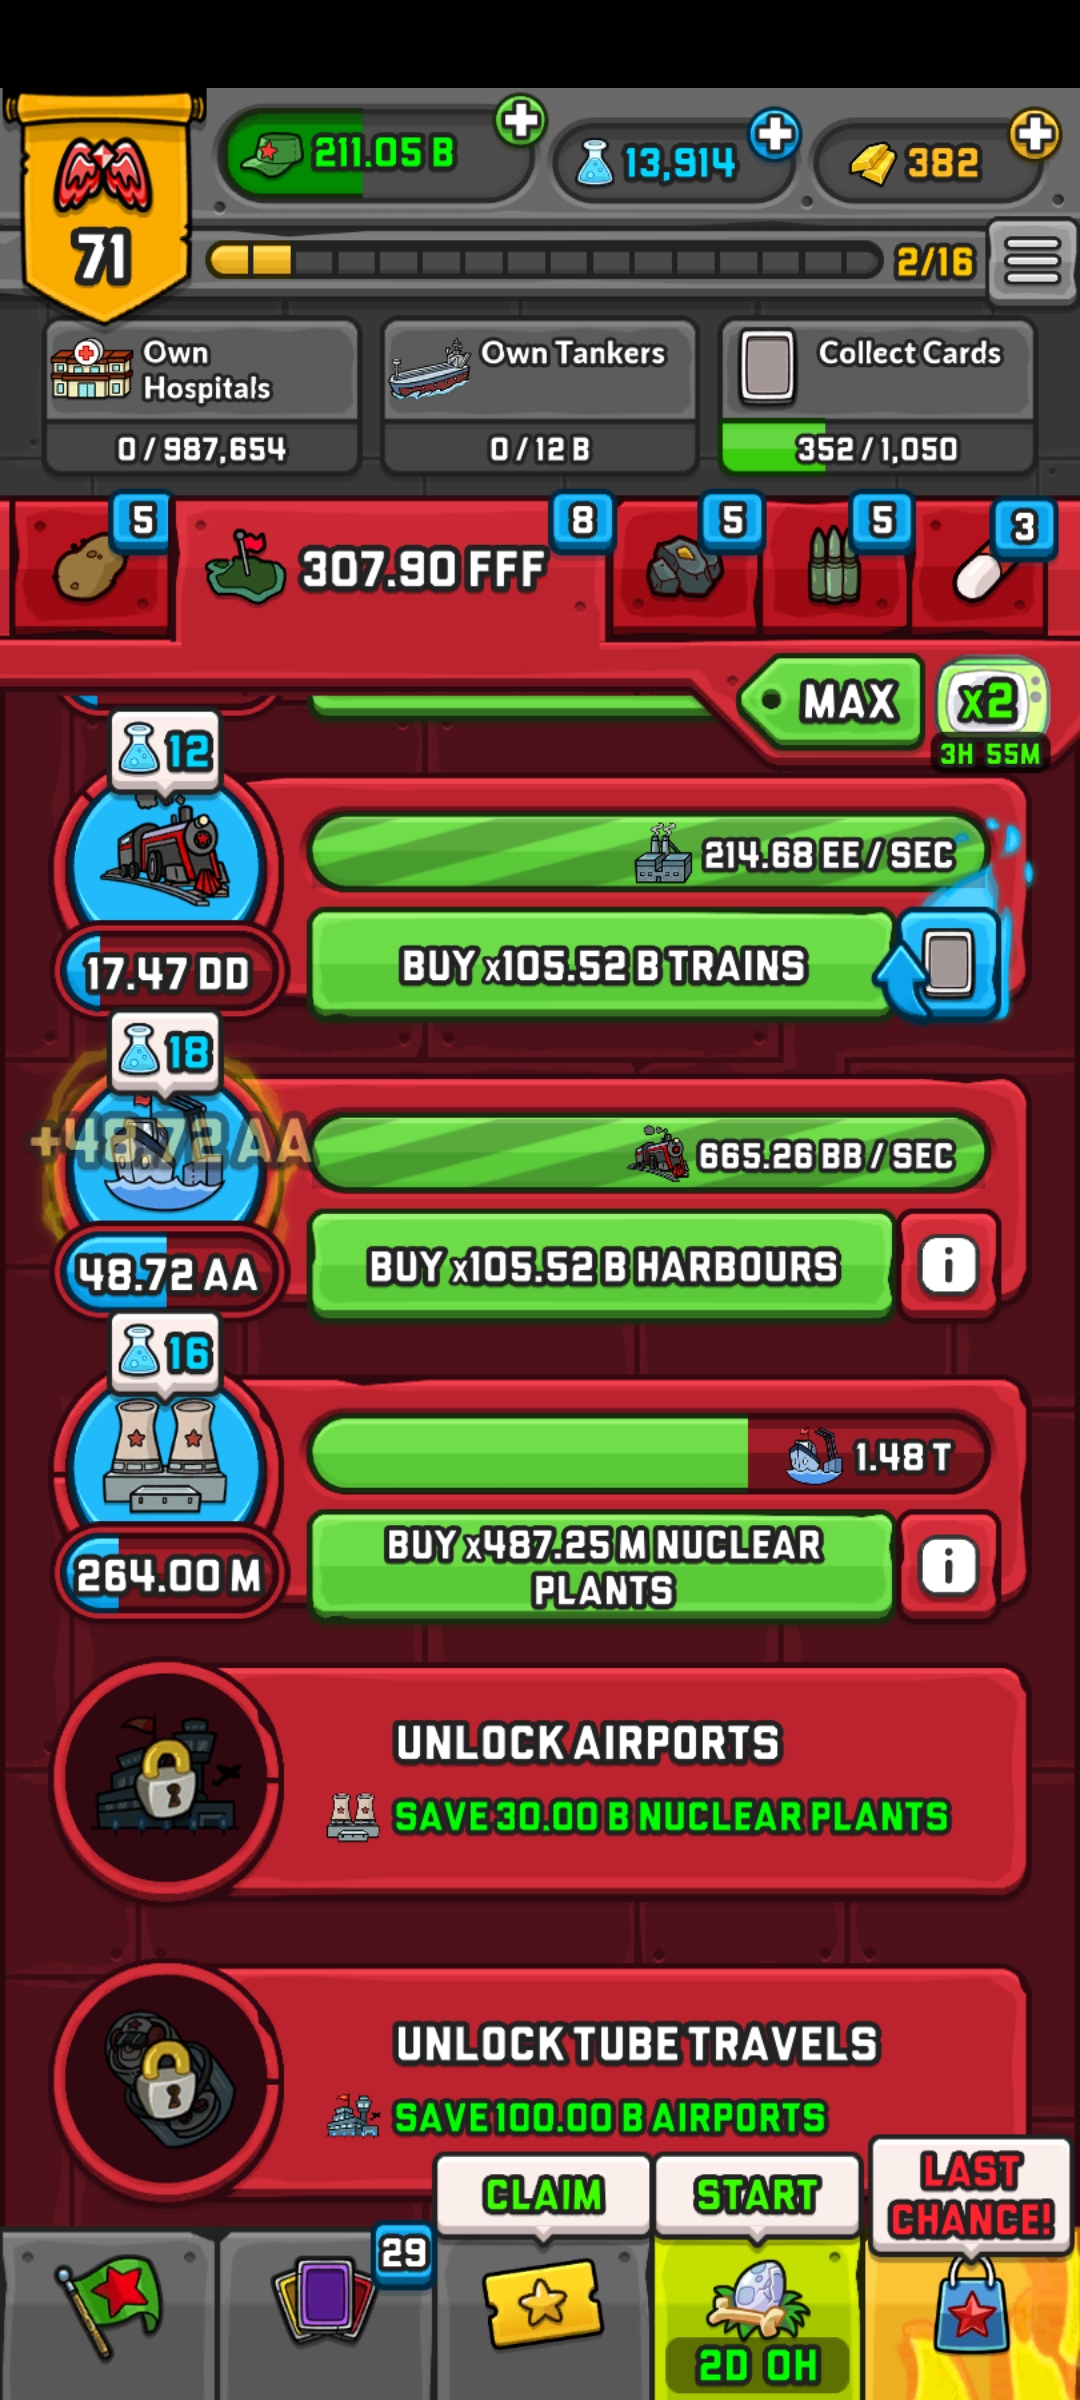 71
211.05 B
13,914
382
2/16
Own
Hospitals
0 / 987,654
Own Tankers
0 / 12 B
Collect Cards
352 / 1,050
5
307.90 FFF
8
5
5
3
MAX
x2
3H 55M
12
214.68 EE / SEC
17.47 DD
BUY x105.52 B TRAINS
18
+48.72 AA
665.26 BB / SEC
48.72 AA
BUY x105.52 B HARBOURS
i
16
1.48 T
264.00 M
BUY x487.25 M NUCLEAR
PLANTS
i
UNLOCK AIRPORTS
SAVE 30.00 B NUCLEAR PLANTS
UNLOCK TUBE TRAVELS
SAVE 100.00 B AIRPORTS
CLAIM
START
LAST
CHANCE!
29
2D 0H